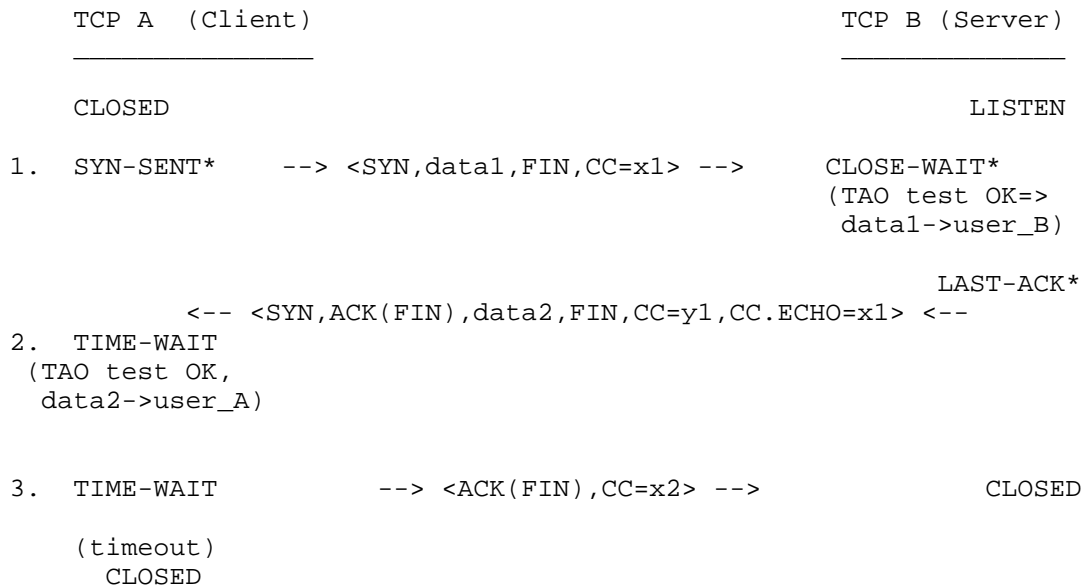 TCP A  (Client)                                 TCP B (Server)
_______________                                 ______________
CLOSED                                                  LISTEN
1.  SYN-SENT*    --> <SYN,data1,FIN,CC=x1> -->     CLOSE-WAIT*
(TAO test OK=>
data1->user_B)
LAST-ACK*
<-- <SYN,ACK(FIN),data2,FIN,CC=y1,CC.ECHO=x1> <--
2.  TIME-WAIT
(TAO test OK,
data2->user_A)
3.  TIME-WAIT          --> <ACK(FIN),CC=x2> -->              CLOSED
(timeout)
CLOSED